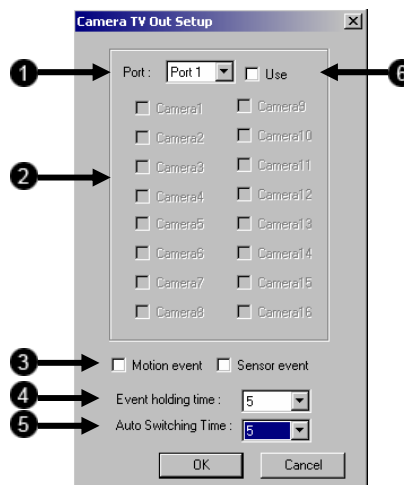 Camera TV Out Setup
1 Port : Port 1 Use 6
Camera1 Camera9
Camera2 Camera10
Camera3 Camera11
2 Camera4 Camera12
Camera5 Camera13
Camera6 Camera14
Camera7 Camera15
Camera8 Camera16
3 Motion event Sensor event
4 Event holding time : 5
5 Auto Switching Time : 5
OK Cancel